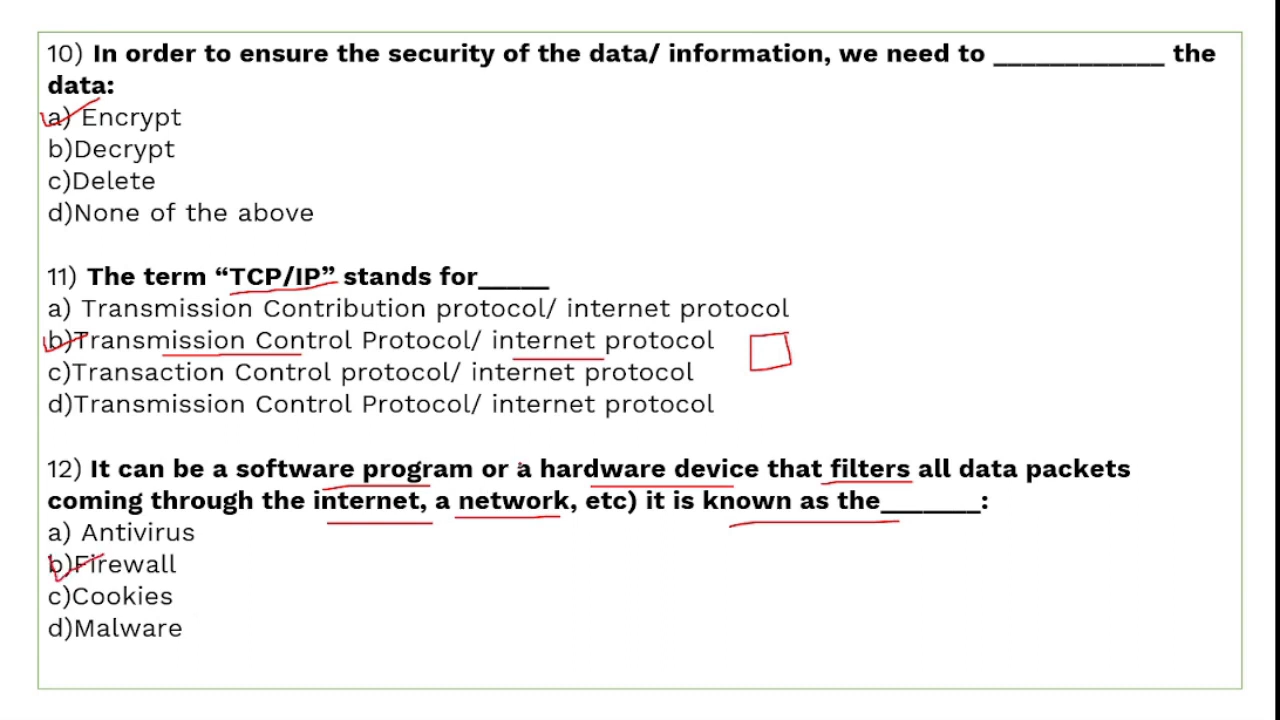 10) In order to ensure the security of the data/ information, we need to ____________ the
data:
a) Encrypt
b)Decrypt
c)Delete
d)None of the above
11) The term “TCP/IP” stands for_____
a) Transmission Contribution protocol/ internet protocol
b)Transmission Control Protocol/ internet protocol
c)Transaction Control protocol/ internet protocol
d)Transmission Control Protocol/ internet protocol
12) It can be a software program or a hardware device that filters all data packets
coming through the internet, a network, etc) it is known as the_______:
a) Antivirus
b)Firewall
c)Cookies
d)Malware